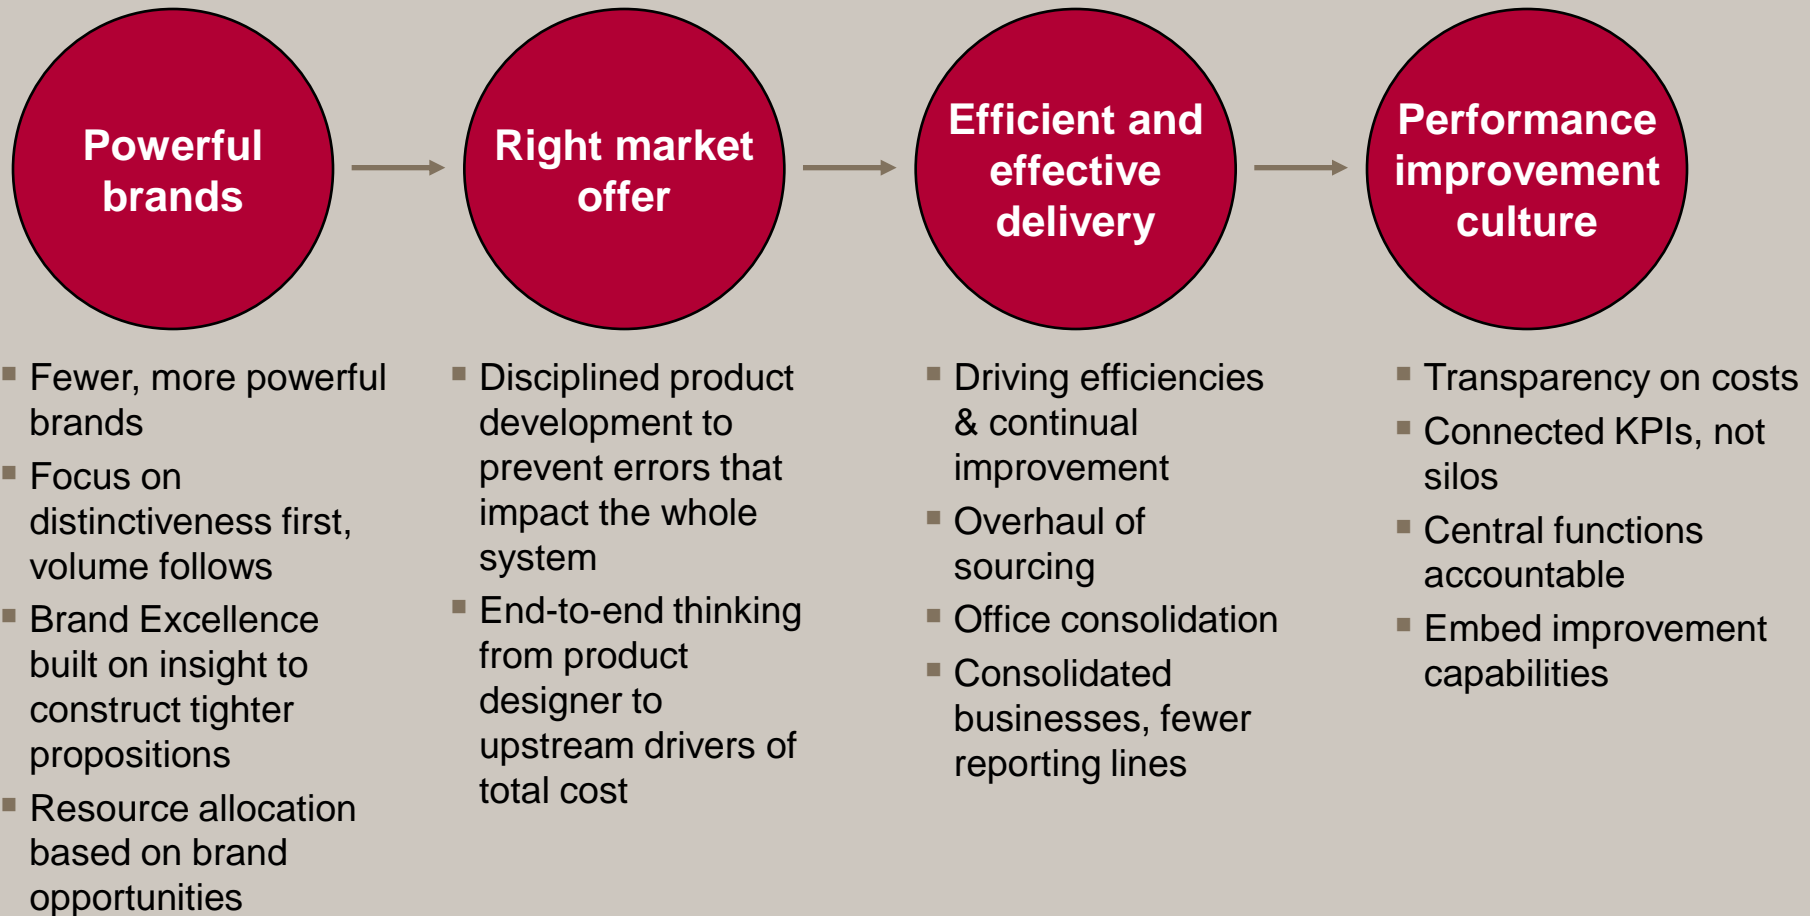 Powerful
brands
Right market
offer
Efficient and
effective
delivery
Performance
improvement
culture
Fewer, more powerful
brands
Focus on
distinctiveness first,
volume follows
Brand Excellence
built on insight to
construct tighter
propositions
Resource allocation
based on brand
opportunities
Disciplined product
development to
prevent errors that
impact the whole
system
End-to-end thinking
from product
designer to
upstream drivers of
total cost
Driving efficiencies
& continual
improvement
Overhaul of
sourcing
Office consolidation
Consolidated
businesses, fewer
reporting lines
Transparency on costs
Connected KPIs, not
silos
Central functions
accountable
Embed improvement
capabilities